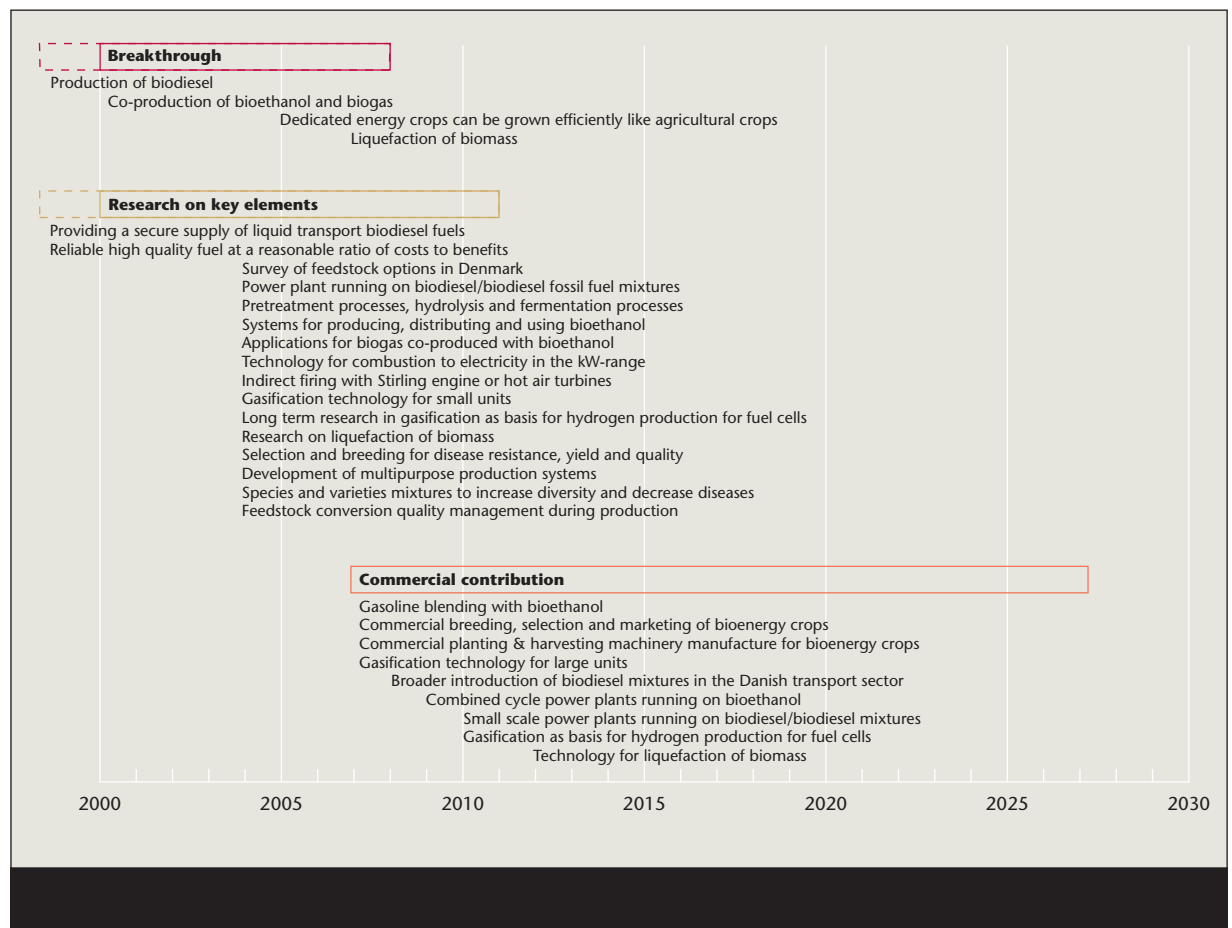 Breakthrough
Production of biodiesel
Co-production of bioethanol and biogas
Dedicated energy crops can be grown efficiently like agricultural crops
Liquefaction of biomass
Research on key elements
Providing a secure supply of liquid transport biodiesel fuels
Reliable high quality fuel at a reasonable ratio of costs to benefits
Survey of feedstock options in Denmark
Power plant running on biodiesel/biodiesel fossil fuel mixtures
Pretreatment processes, hydrolysis and fermentation processes
Systems for producing, distributing and using bioethanol
Applications for biogas co-produced with bioethanol
Technology for combustion to electricity in the kW-range
Indirect firing with Stirling engine or hot air turbines
Gasification technology for small units
Long term research in gasification as basis for hydrogen production for fuel cells
Research on liquefaction of biomass
Selection and breeding for disease resistance, yield and quality
Development of multipurpose production systems
Species and varieties mixtures to increase diversity and decrease diseases
Feedstock conversion quality management during production
Commercial contribution
Gasoline blending with bioethanol
Commercial breeding, selection and marketing of bioenergy crops
Commercial planting & harvesting machinery manufacture for bioenergy crops
Gasification technology for large units
Broader introduction of biodiesel mixtures in the Danish transport sector
Combined cycle power plants running on bioethanol
Small scale power plants running on biodiesel/biodiesel mixtures
Gasification as basis for hydrogen production for fuel cells
Technology for liquefaction of biomass
2000 2005 2010 2015 2020 2025 2030